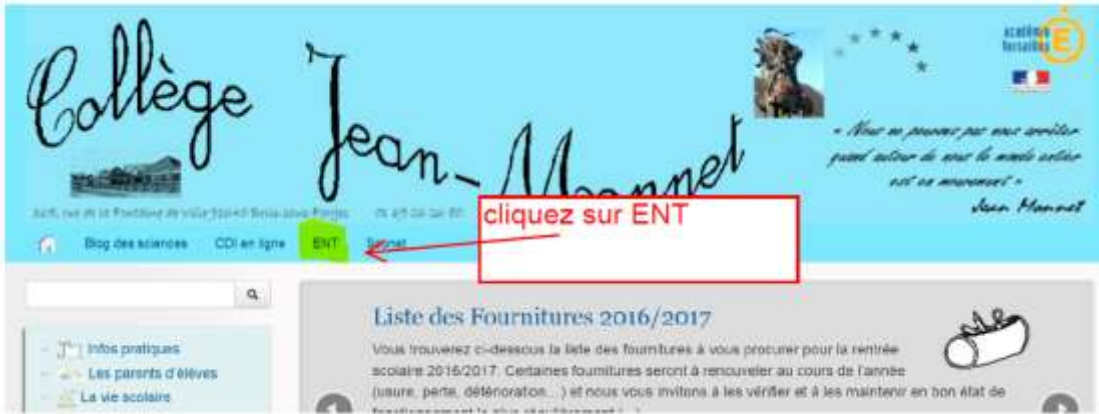 Collège Jean-Monnet
académie
Versailles
« Nous ne pouvons pas nous arrêter
quand autour de nous le monde entier
est en mouvement »
Jean Monnet
cliquez sur ENT
Blog des sciences CDI en ligne ENT
Liste des Fournitures 2016/2017
Infos pratiques
Les parents d'élèves
La vie scolaire
Vous trouverez ci-dessous la liste des fournitures à vous procurer pour la rentrée
scolaire 2016/2017. Certaines fournitures seront à renouveler au cours de l'année
(usure, perte, détérioration...) et nous vous invitons à les vérifier et à les maintenir en bon état de